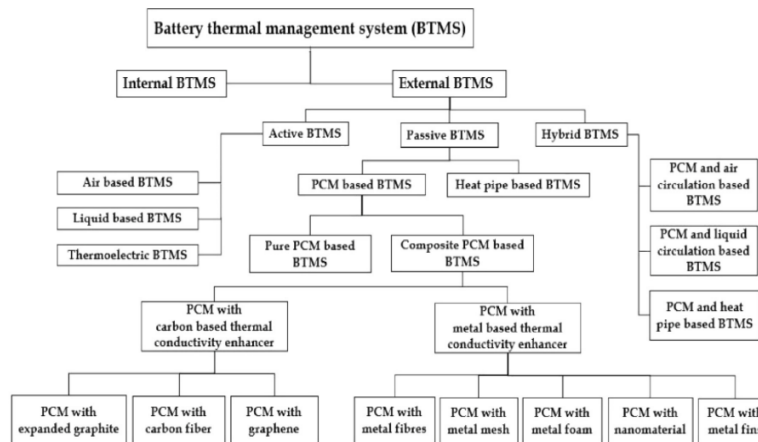 Battery thermal management system (BTMS)
Internal BTMS
External BTMS
Active BTMS
Passive BTMS
Hybrid BTMS
Air based BTMS
Liquid based BTMS
Thermoelectric BTMS
PCM based BTMS
Heat pipe based BTMS
PCM and air
circulation based
BTMS
PCM and liquid
circulation based
BTMS
PCM and heat
pipe based BTMS
Pure PCM based
BTMS
Composite PCM based
BTMS
PCM with
carbon based thermal
conductivity enhancer
PCM with
metal based thermal
conductivity enhancer
PCM with
expanded graphite
PCM with
carbon fiber
PCM with
graphene
PCM with
metal fibres
PCM with
metal mesh
PCM with
metal foam
PCM with
nanomaterial
PCM with
metal fins